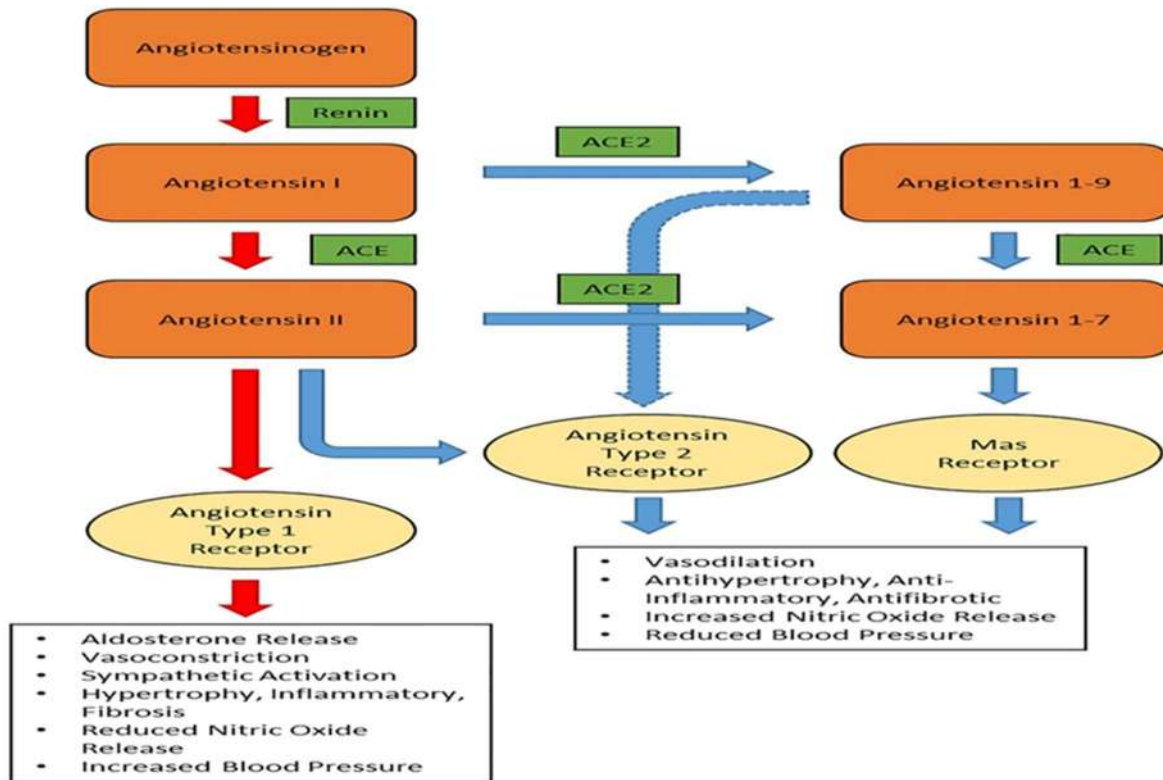 Angiotensinogen
Renin
ACE2
Angiotensin I
Angiotensin 1-9
ACE
ACE
ACE2
Angiotensin II
Angiotensin 1-7
Angiotensin
Type 2
Receptor
Mas
Receptor
Angiotensin
Type 1
Receptor
• Vasodilation
• Antihypertrophy, Anti-
Inflammatory, Antifibrotic
• Increased Nitric Oxide Release
• Reduced Blood Pressure
• Aldosterone Release
• Vasoconstriction
• Sympathetic Activation
• Hypertrophy, Inflammatory,
Fibrosis
• Reduced Nitric Oxide
Release
• Increased Blood Pressure